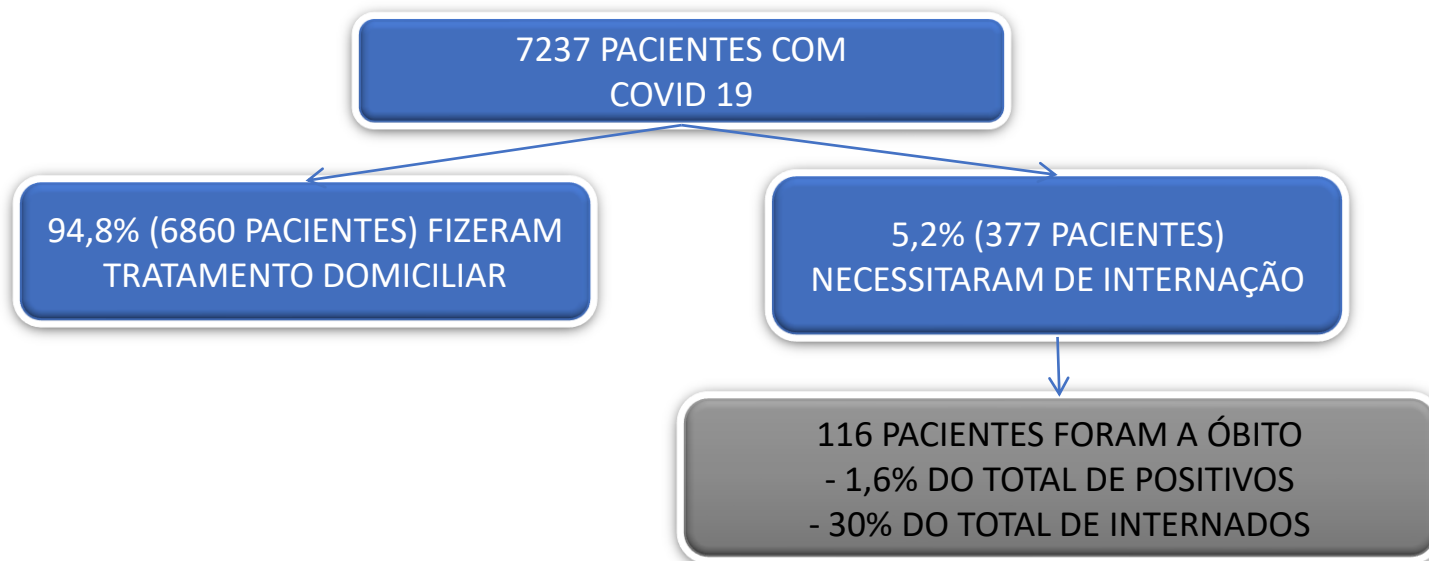 7237 PACIENTES COM
COVID 19
94,8% (6860 PACIENTES) FIZERAM
TRATAMENTO DOMICILIAR
5,2% (377 PACIENTES)
NECESSITARAM DE INTERNAÇÃO
116 PACIENTES FORAM A ÓBITO
- 1,6% DO TOTAL DE POSITIVOS
- 30% DO TOTAL DE INTERNADOS